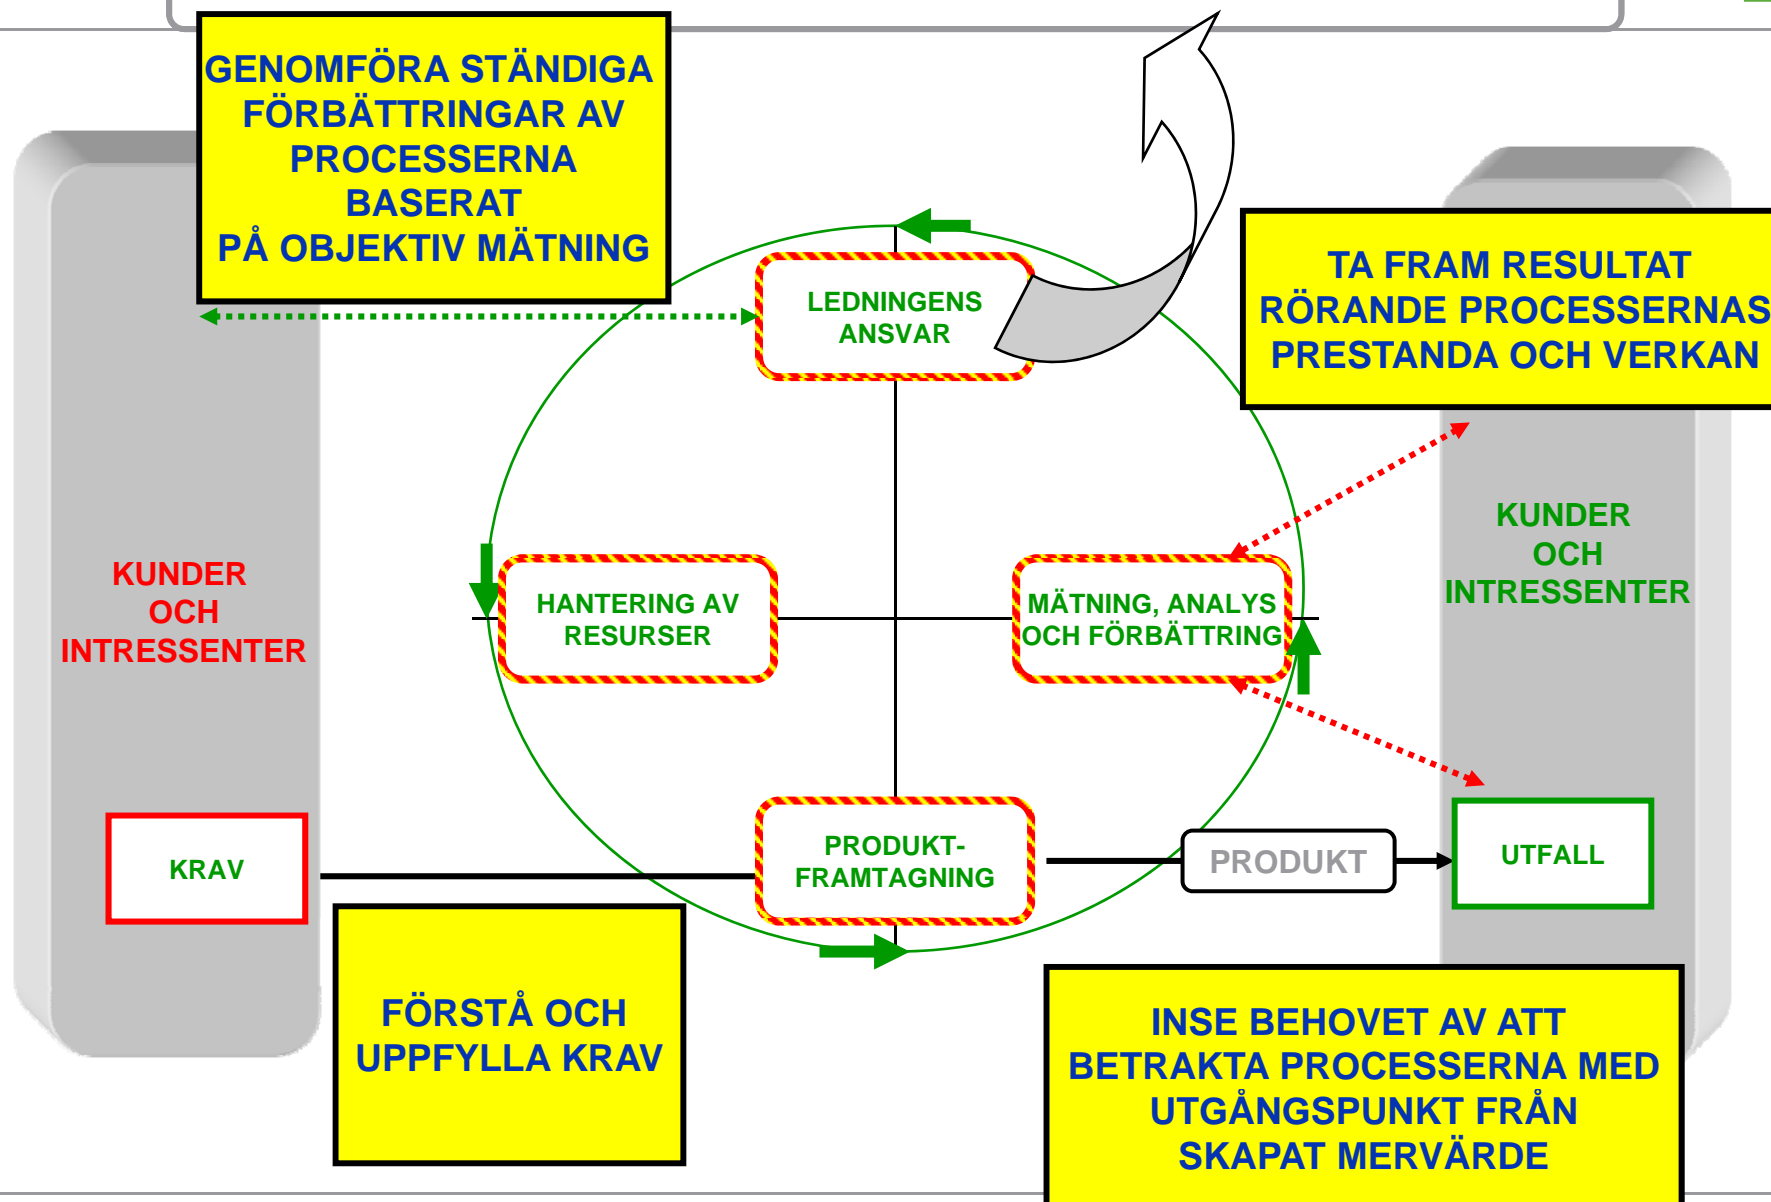 GENOMFÖRA STÄNDIGA
FÖRBÄTTRINGAR AV
PROCESSERNA
BASERAT
PÅ OBJEKTIV MÄTNING
TA FRAM RESULTAT
RÖRANDE PROCESSERNAS
PRESTANDA OCH VERKAN
LEDNINGENS
ANSVAR
KUNDER
OCH
INTRESSENTER
HANTERING AV
RESURSER
MÄTNING, ANALYS
OCH FÖRBÄTTRING
KUNDER
OCH
INTRESSENTER
KRAV
PRODUKT-
FRAMTAGNING
PRODUKT
UTFALL
FÖRSTÅ OCH
UPPFYLLA KRAV
INSE BEHOVET AV ATT
BETRAKTA PROCESSERNA MED
UTGÅNGSPUNKT FRÅN
SKAPAT MERVÄRDE